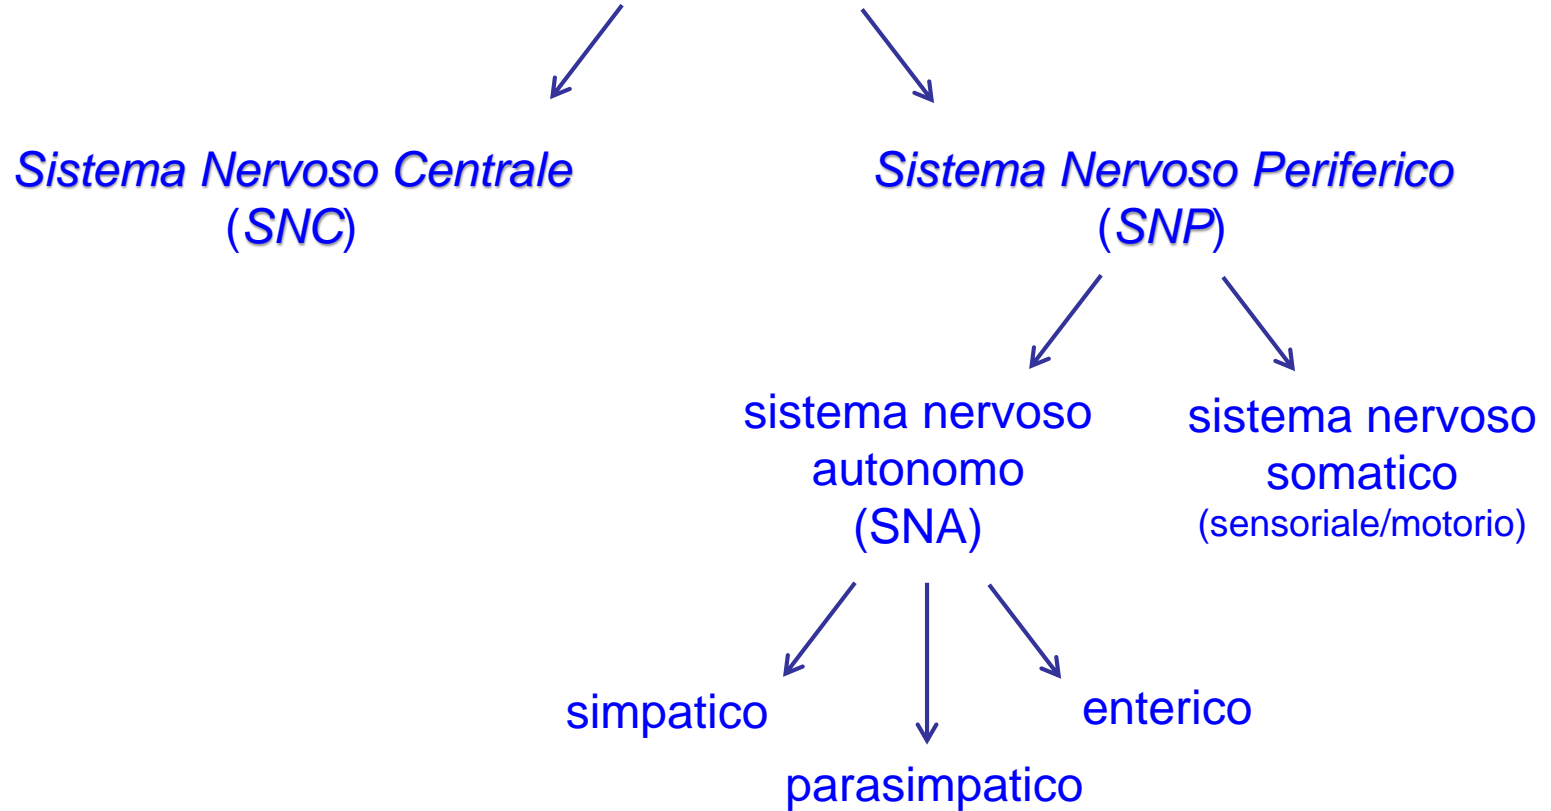 Sistema Nervoso Centrale
(SNC)
Sistema Nervoso Periferico
(SNP)
sistema nervoso
autonomo
(SNA)
sistema nervoso
somatico
(sensoriale/motorio)
simpatico
parasimpatico
enterico